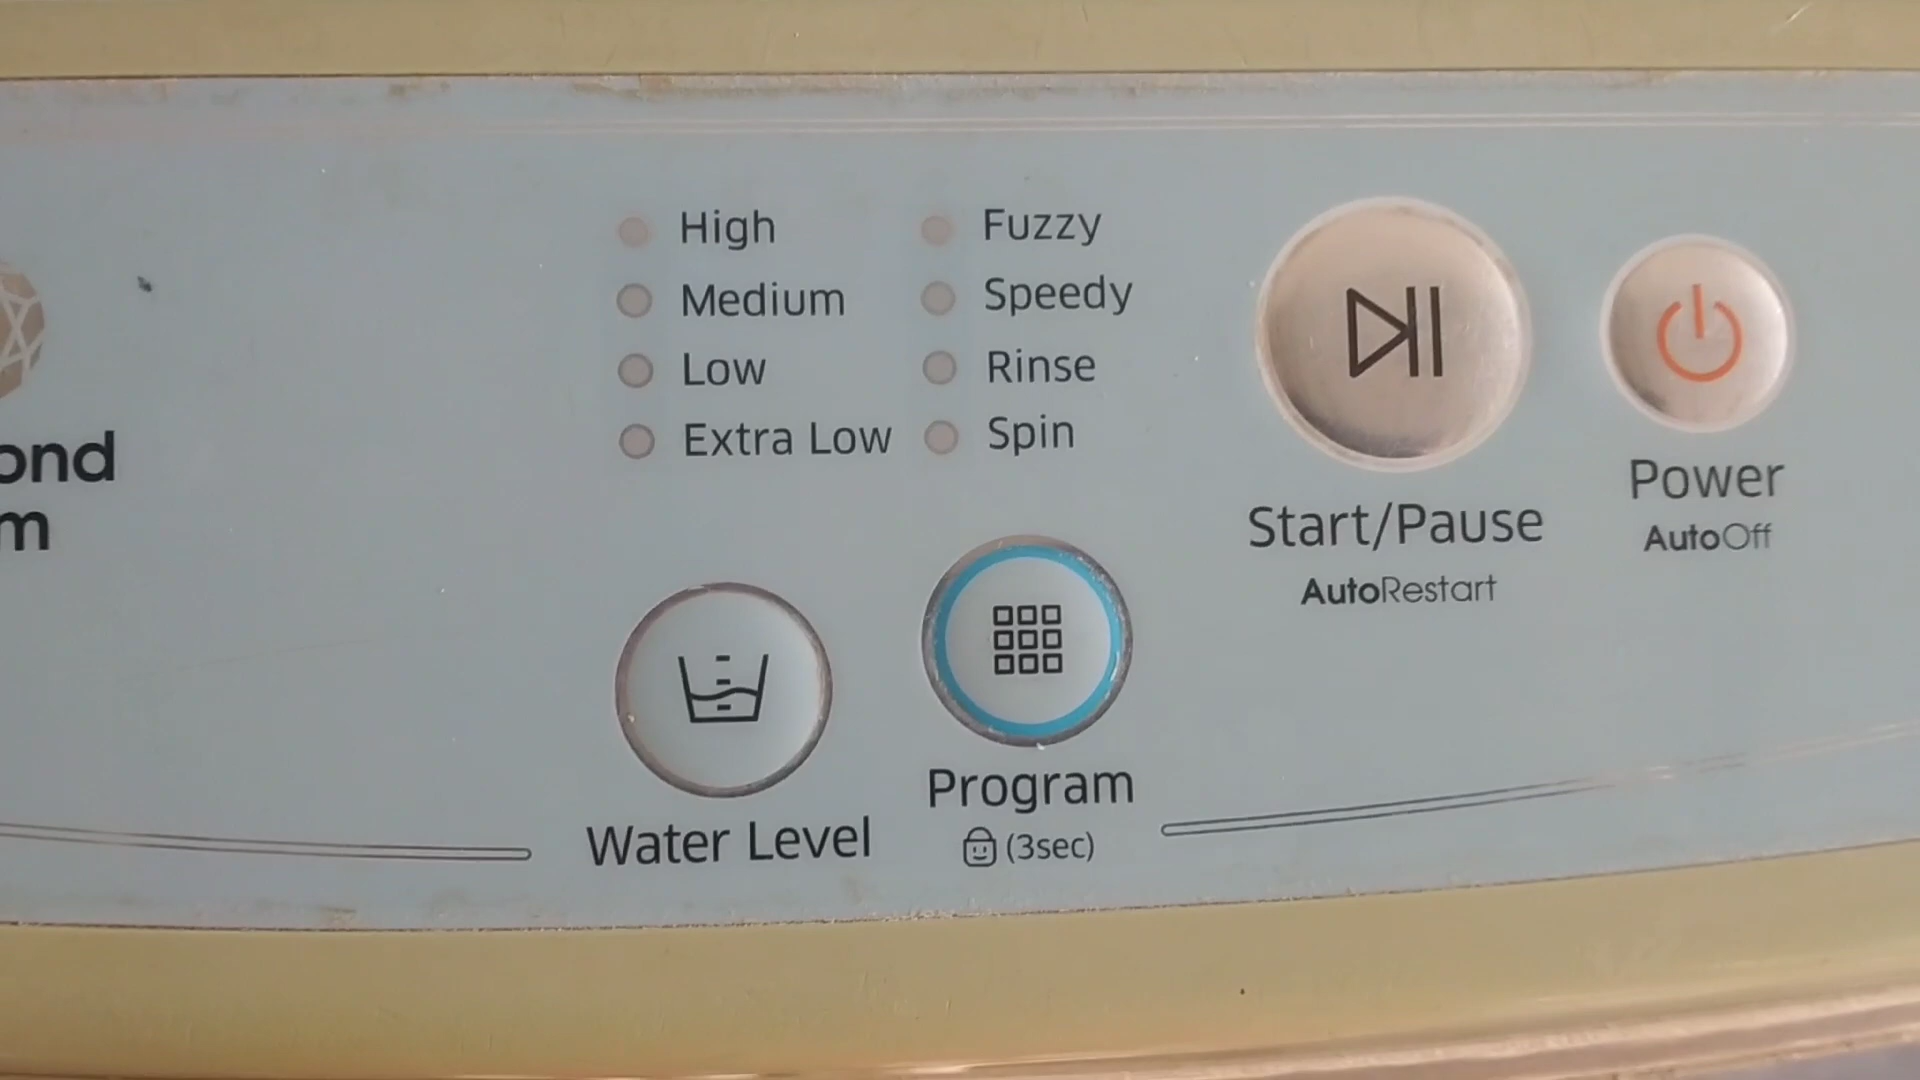 ond
m
High
Medium
Low
Extra Low
Fuzzy
Speedy
Rinse
Spin
Water Level
Program
(3sec)
Start/Pause
AutoRestart
Power
AutoOff